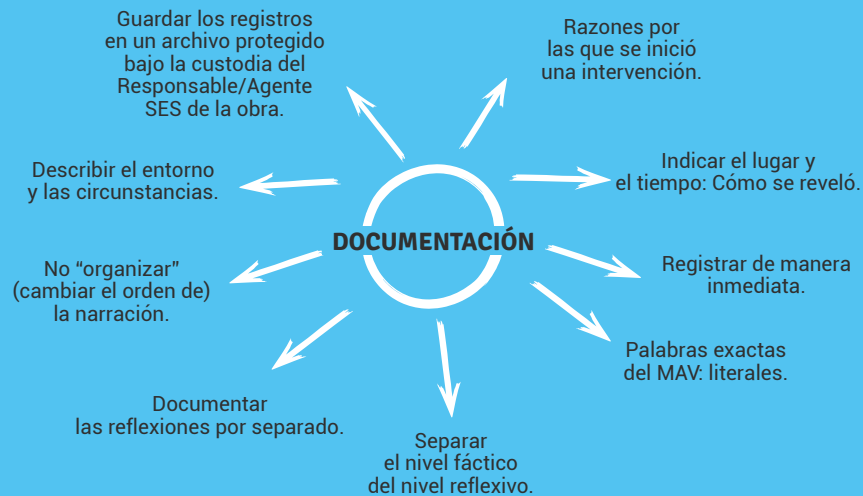 Guardar los registros
en un archivo protegido
bajo la custodia del
Responsable/Agente
SES de la obra.
Razones por
las que se inició
una intervención.
Describir el entorno
y las circunstancias.
Indicar el lugar y
el tiempo: Cómo se reveló.
DOCUMENTACIÓN
No “organizar”
(cambiar el orden de)
la narración.
Registrar de manera
inmediata.
Palabras exactas
del MAV: literales.
Documentar
las reflexiones por separado.
Separar
el nivel fáctico
del nivel reflexivo.